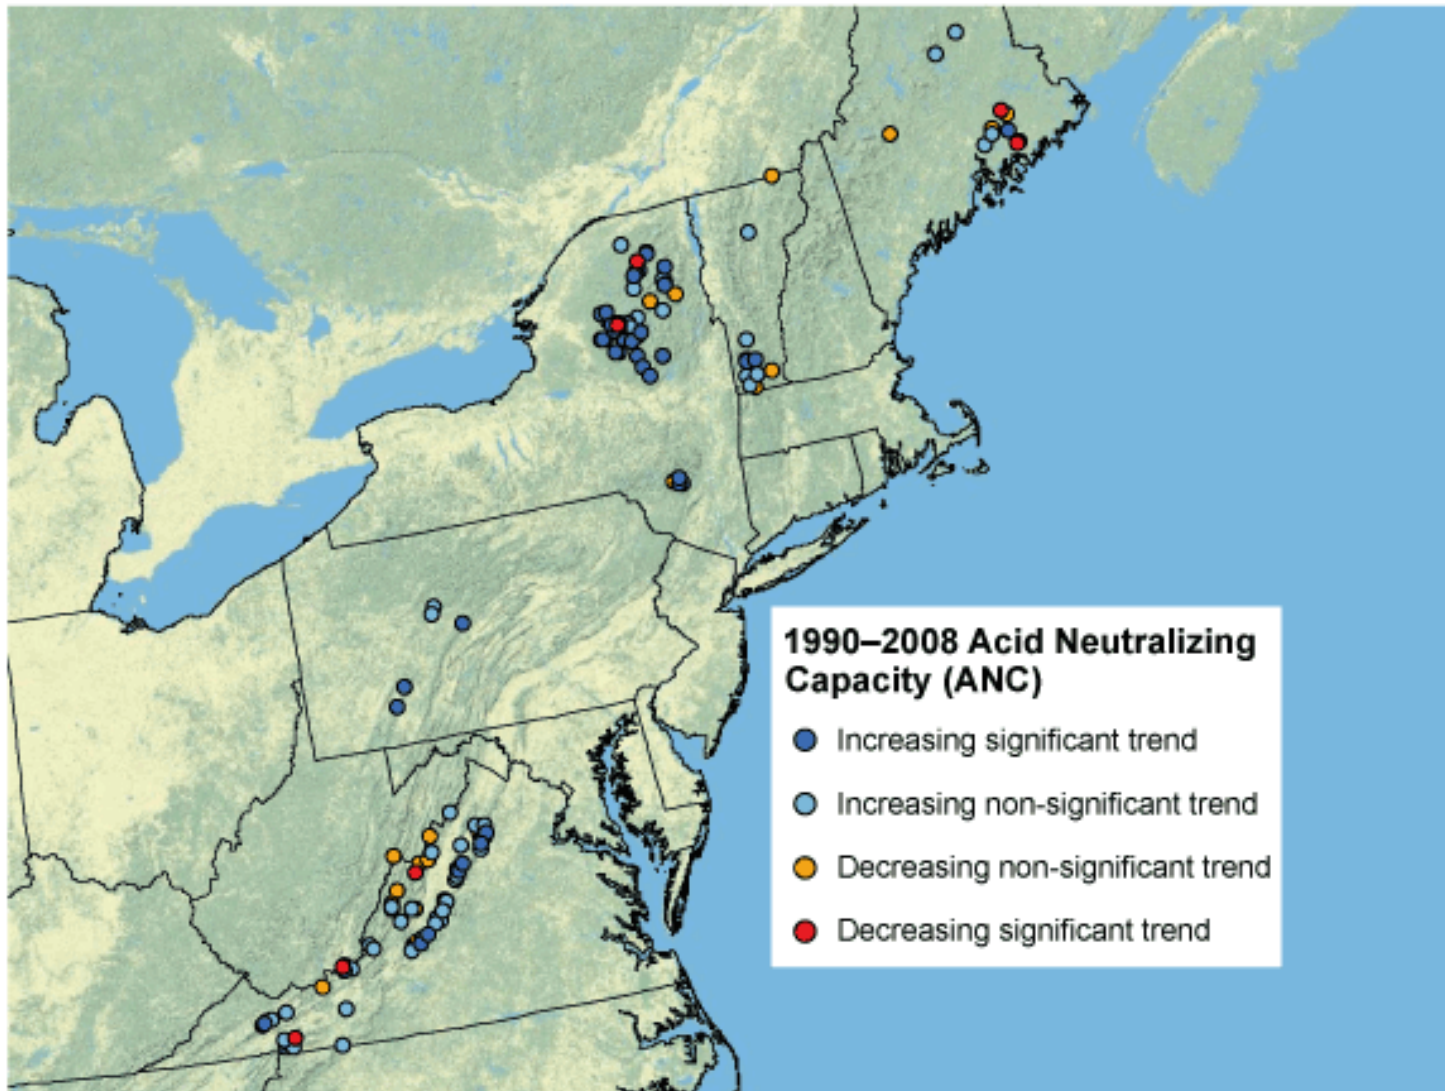 1990–2008 Acid Neutralizing
Capacity (ANC)
Increasing significant trend
Increasing non-significant trend
Decreasing non-significant trend
Decreasing significant trend